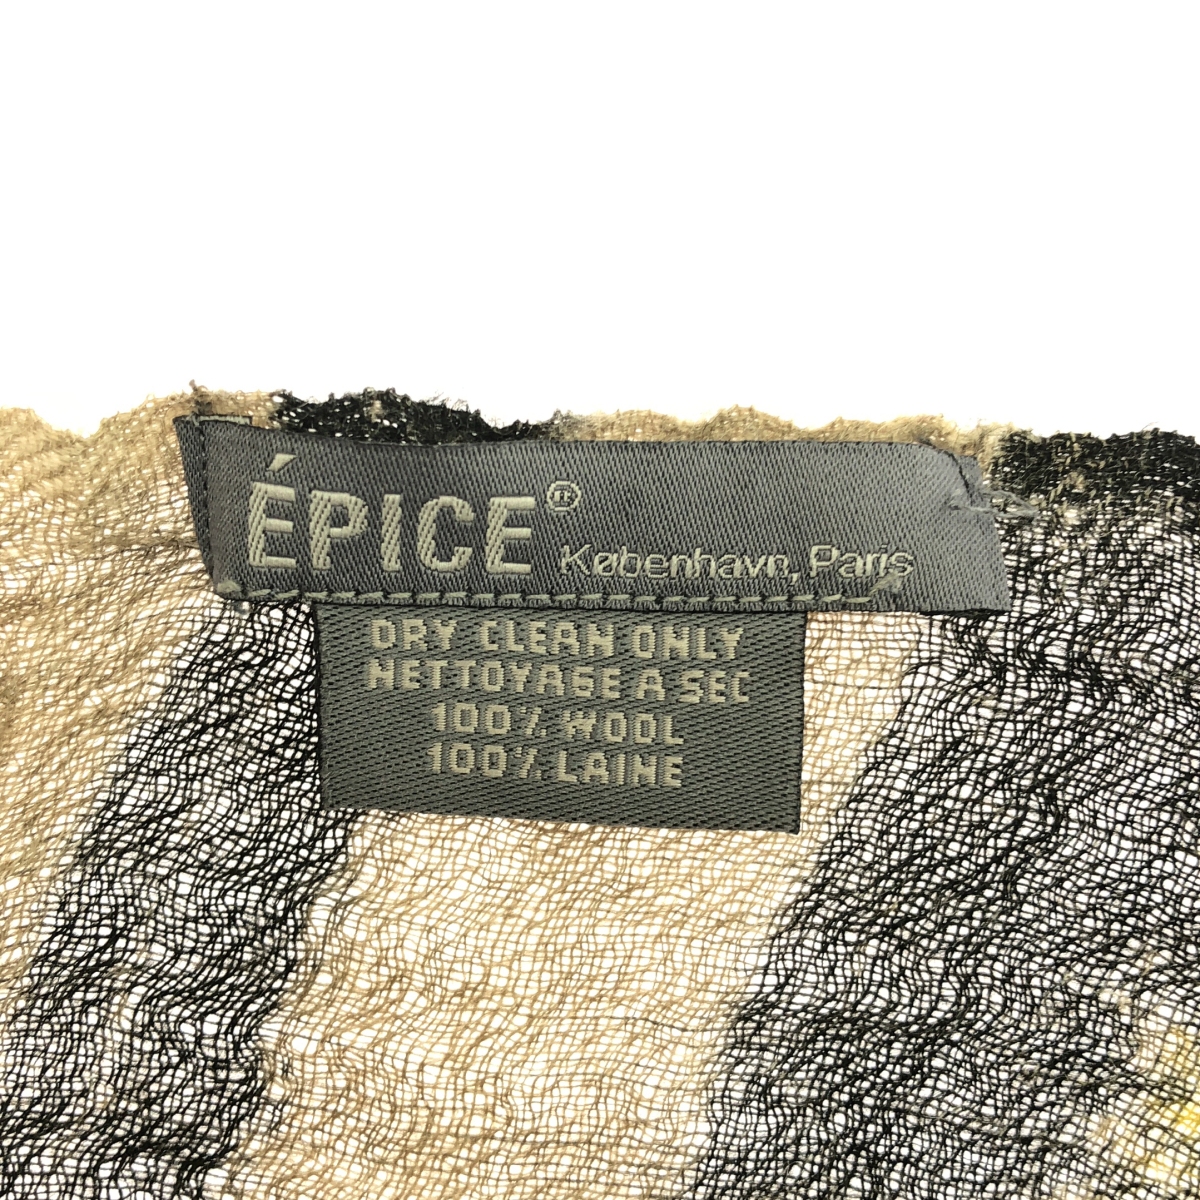 ÉPICE® København, Paris
DRY CLEAN ONLY
NETTOYAGE A SEC
100% WOOL
100% LAINE